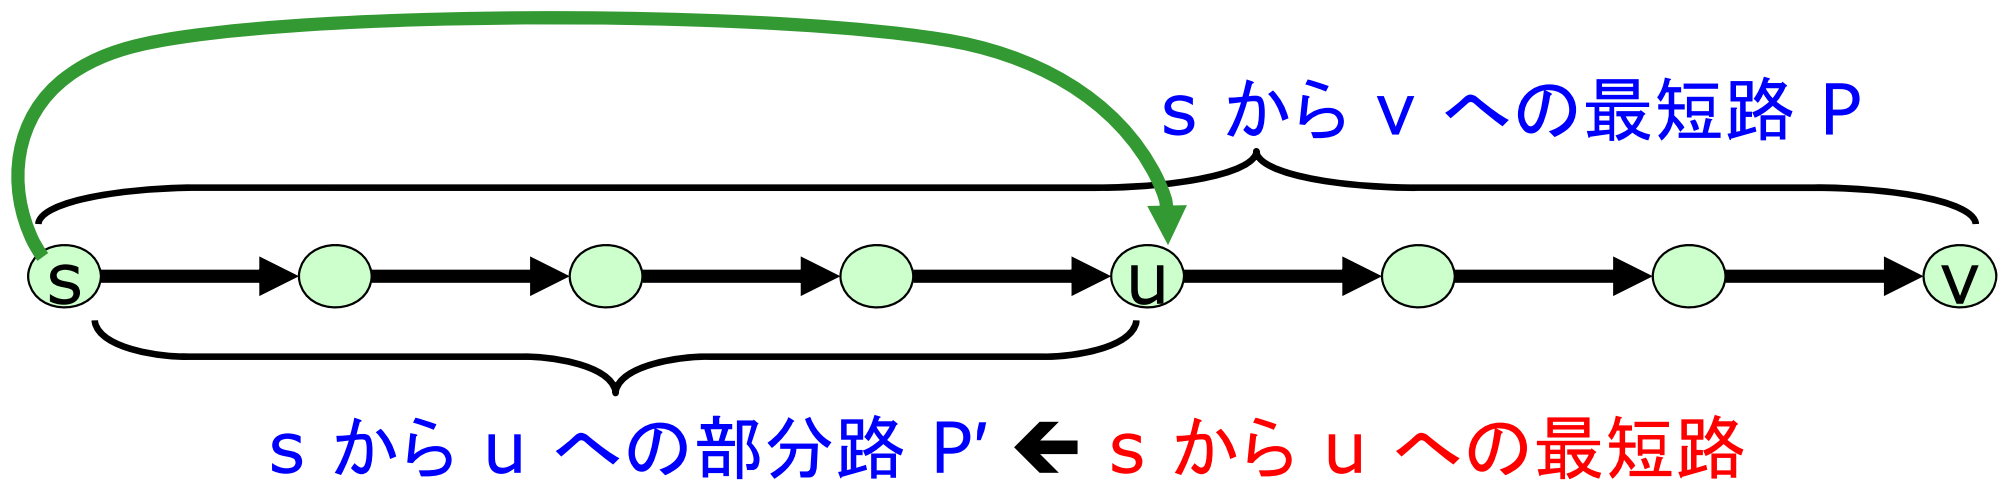 s から v への最短路 P
s u v
s から u への部分路 P′ 🡰 s から u への最短路